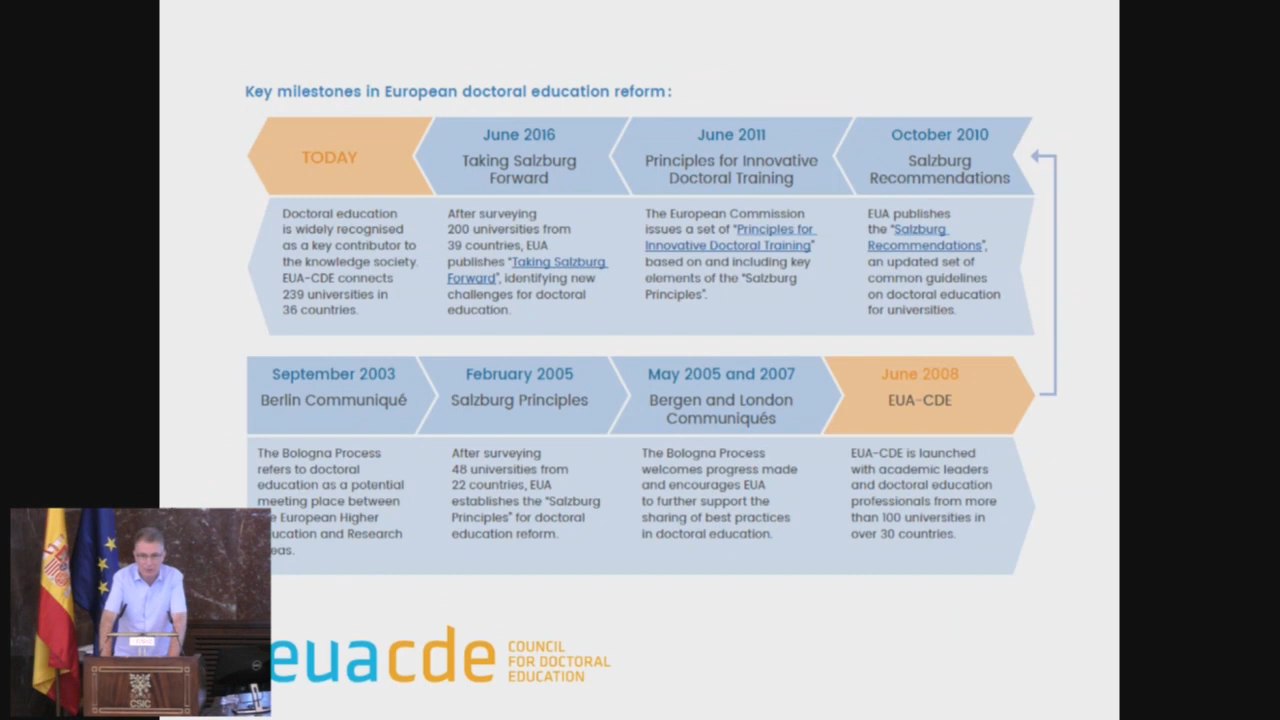 Key milestones in European doctoral education reform:
TODAY
June 2016
Taking Salzburg
Forward
June 2011
Principles for Innovative
Doctoral Training
October 2010
Salzburg
Recommendations
Doctoral education
is widely recognised
as a key contributor to
the knowledge society.
EUA-CDE connects
239 universities in
36 countries.
After surveying
200 universities from
39 countries, EUA
publishes “Taking Salzburg
Forward”, identifying new
challenges for doctoral
education.
The European Commission
issues a set of “Principles for
Innovative Doctoral Training”
based on and including key
elements of the “Salzburg
Principles”.
EUA publishes
the “Salzburg
Recommendations”,
an updated set of
common guidelines
on doctoral education
for universities.
September 2003
Berlin Communiqué
February 2005
Salzburg Principles
May 2005 and 2007
Bergen and London
Communiqués
June 2008
EUA-CDE
The Bologna Process
refers to doctoral
education as a potential
meeting place between
European Higher
and Research
After surveying
48 universities from
22 countries, EUA
establishes the “Salzburg
Principles” for doctoral
education reform.
The Bologna Process
welcomes progress made
and encourages EUA
to further support the
sharing of best practices
in doctoral education.
EUA-CDE is launched
with academic leaders
and doctoral education
professionals from more
than 100 universities in
over 30 countries.
euacde
COUNCIL
FOR DOCTORAL
EDUCATION
CSIC